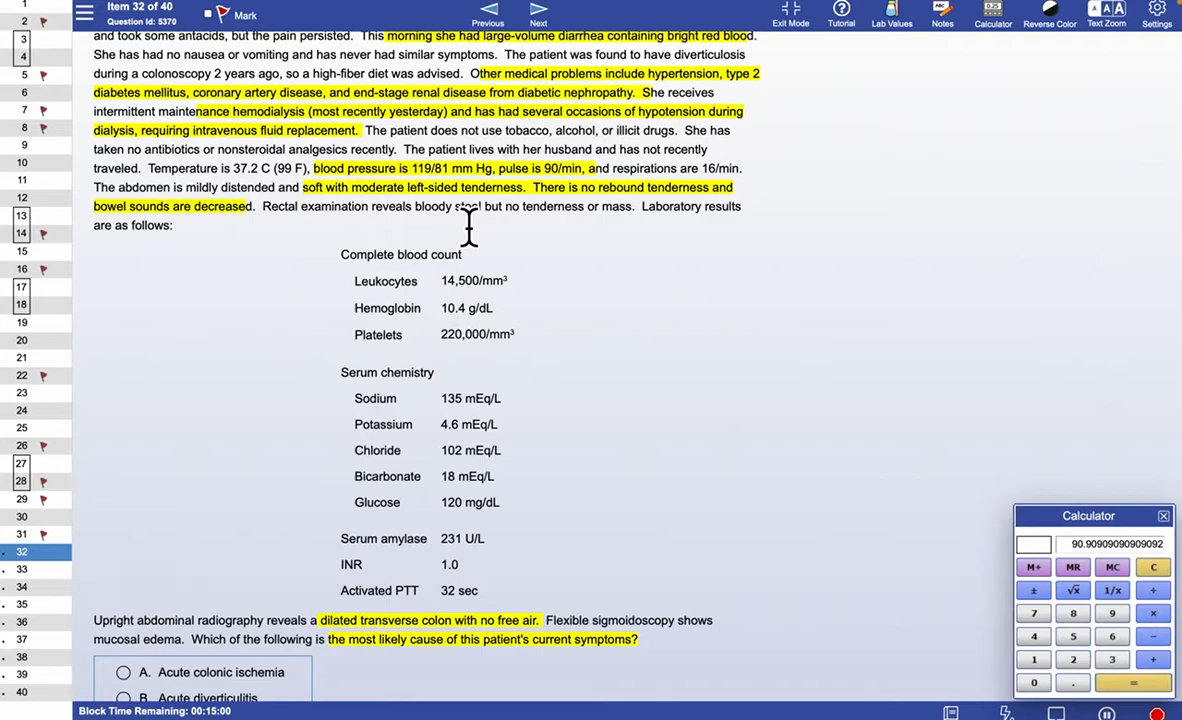 Item 32 of 40
Question Id: 5370
Mark
Previous
Next
Exit Mode
Tutorial
Lab Values
Notes
Calculator
Reverse Color
Text Zoom
Settings
1
2
3
4
5
6
7
8
9
10
11
12
13
14
15
16
17
18
19
20
21
22
23
24
25
26
27
28
29
30
31
32
33
34
35
36
37
38
39
40
and took some antacids, but the pain persisted. This morning she had large-volume diarrhea containing bright red blood.
She has had no nausea or vomiting and has never had similar symptoms. The patient was found to have diverticulosis
during a colonoscopy 2 years ago, so a high-fiber diet was advised. Other medical problems include hypertension, type 2
diabetes mellitus, coronary artery disease, and end-stage renal disease from diabetic nephropathy. She receives
intermittent maintenance hemodialysis (most recently yesterday) and has had several occasions of hypotension during
dialysis, requiring intravenous fluid replacement. The patient does not use tobacco, alcohol, or illicit drugs. She has
taken no antibiotics or nonsteroidal analgesics recently. The patient lives with her husband and has not recently
traveled. Temperature is 37.2 C (99 F), blood pressure is 119/81 mm Hg, pulse is 90/min, and respirations are 16/min.
The abdomen is mildly distended and soft with moderate left-sided tenderness. There is no rebound tenderness and
bowel sounds are decreased. Rectal examination reveals bloody stool but no tenderness or mass. Laboratory results
are as follows:
Complete blood count
Leukocytes 14,500/mm³
Hemoglobin 10.4 g/dL
Platelets 220,000/mm³
Serum chemistry
Sodium 135 mEq/L
Potassium 4.6 mEq/L
Chloride 102 mEq/L
Bicarbonate 18 mEq/L
Glucose 120 mg/dL
Serum amylase 231 U/L
INR 1.0
Activated PTT 32 sec
Upright abdominal radiography reveals a dilated transverse colon with no free air. Flexible sigmoidoscopy shows
mucosal edema. Which of the following is the most likely cause of this patient's current symptoms?
A. Acute colonic ischemia
B. Acute diverticulitis
Calculator
90.90909090909092
M+ MR MC C
± √x 1/x ÷
7 8 9 ×
4 5 6 −
1 2 3 +
0 . =
Block Time Remaining: 00:15:00